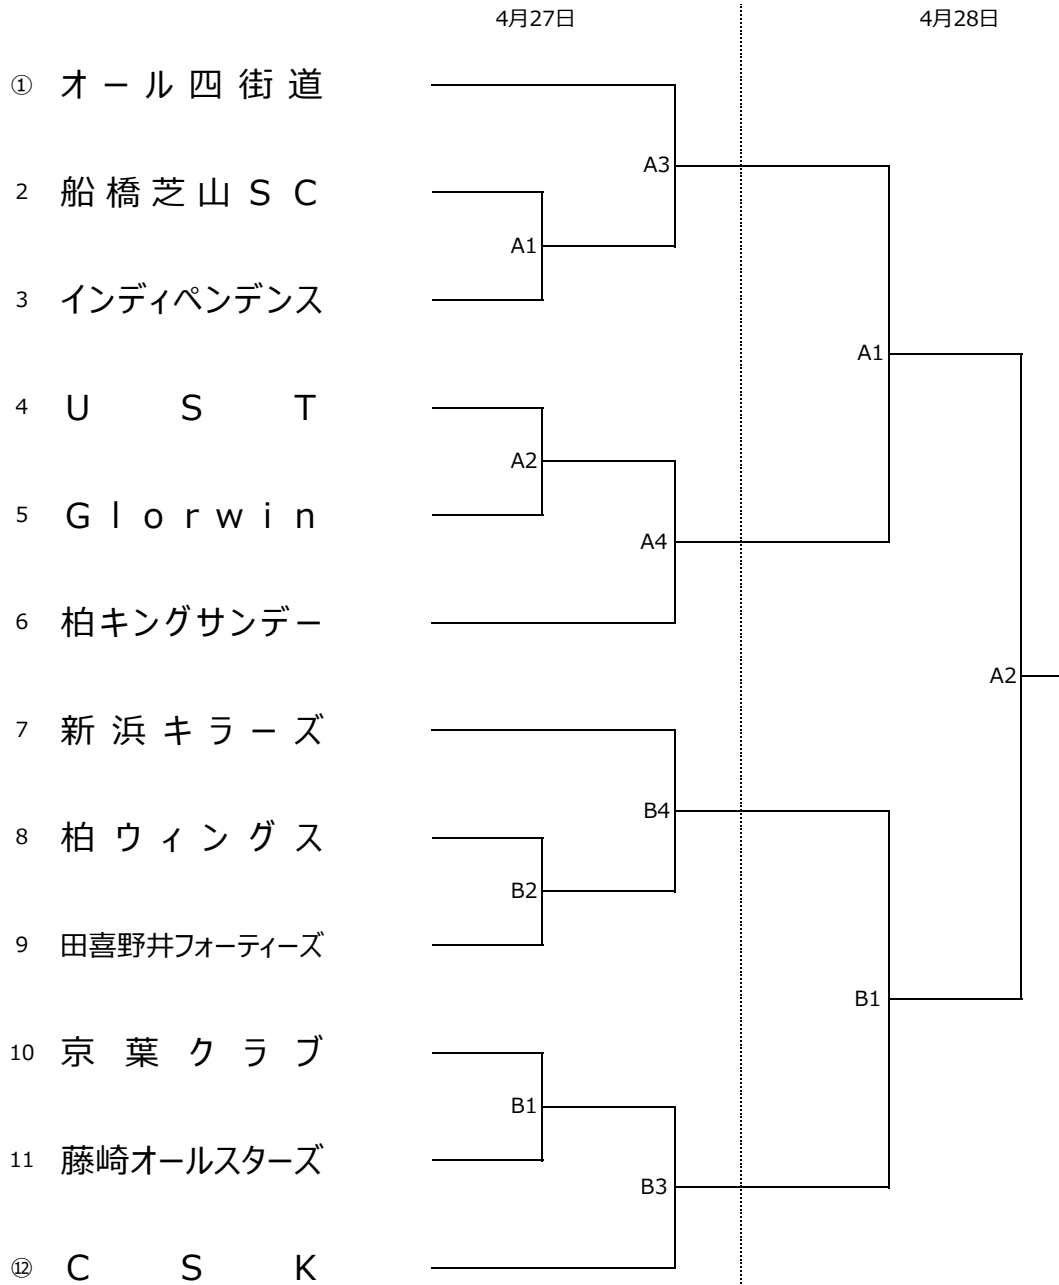 4月27日 4月28日
① オール四街道
A3
2 船橋芝山SC
A1
3 インディペンデンス
A1
4 UST
A2
5 Glorwin
A4
6 柏キングサンデー
A2
7 新浜キラーズ
B4
8 柏ウィングス
B2
9 田喜野井フォーティーズ
B1
10 京葉クラブ
B1
11 藤崎オールスターズ
B3
⑫ CSK